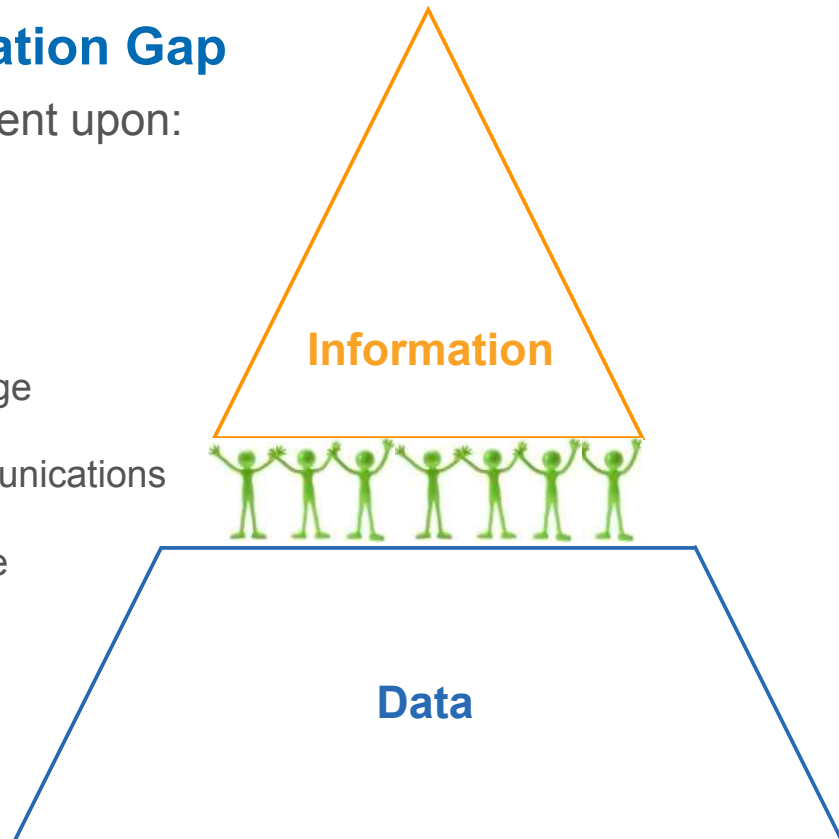 ation Gap
ent upon:
Information
ge
unications
e
Data